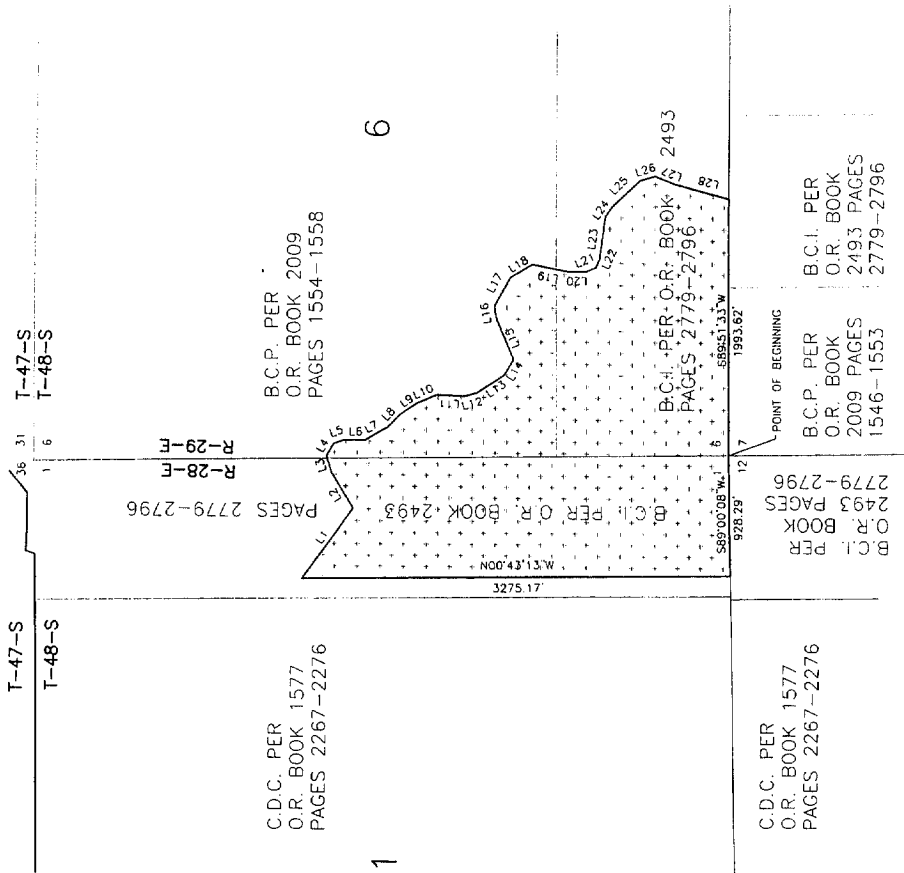 T-47-S
T-48-S
T-47-S
T-48-S
36 31
1 6
R-28-E
R-29-E
6
1
B.C.P. PER
O.R. BOOK 2009
PAGES 1554-1558
PAGES 2779-2796
B.C.I. PER O.R. BOOK 2493
C.D.C. PER
O.R. BOOK 1577
PAGES 2267-2276
L1
L2
L3
L4
L5
L6
L7
L8
L9
L10
L11
L12
L13
L14
L15
L16
L17
L18
L19
L20
L21
L22
L23
L24
L25
L26
L27
L28
B.C.I. PER O.R. BOOK 2493
PAGES 2779-2796
N00°43'13"W
3275.17'
S89°00'08"W
928.29'
S89°51'33"W
1993.62'
1 6
12 7
POINT OF BEGINNING
C.D.C. PER
O.R. BOOK 1577
PAGES 2267-2276
B.C.I. PER
O.R. BOOK
2493 PAGES
2779-2796
B.C.P. PER
O.R. BOOK
2009 PAGES
1546-1553
B.C.I. PER
O.R. BOOK
2493 PAGES
2779-2796